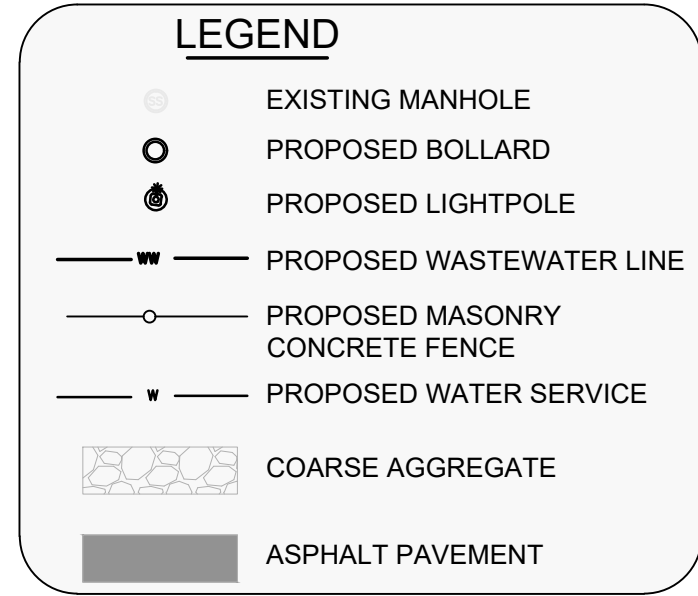 LEGEND
SS EXISTING MANHOLE
PROPOSED BOLLARD
PROPOSED LIGHTPOLE
WW PROPOSED WASTEWATER LINE
PROPOSED MASONRY
CONCRETE FENCE
W PROPOSED WATER SERVICE
COARSE AGGREGATE
ASPHALT PAVEMENT